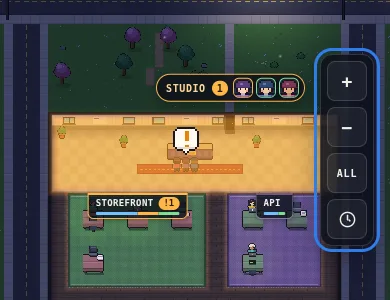 STUDIO 1
+
−
ALL
!
STOREFRONT !1
API